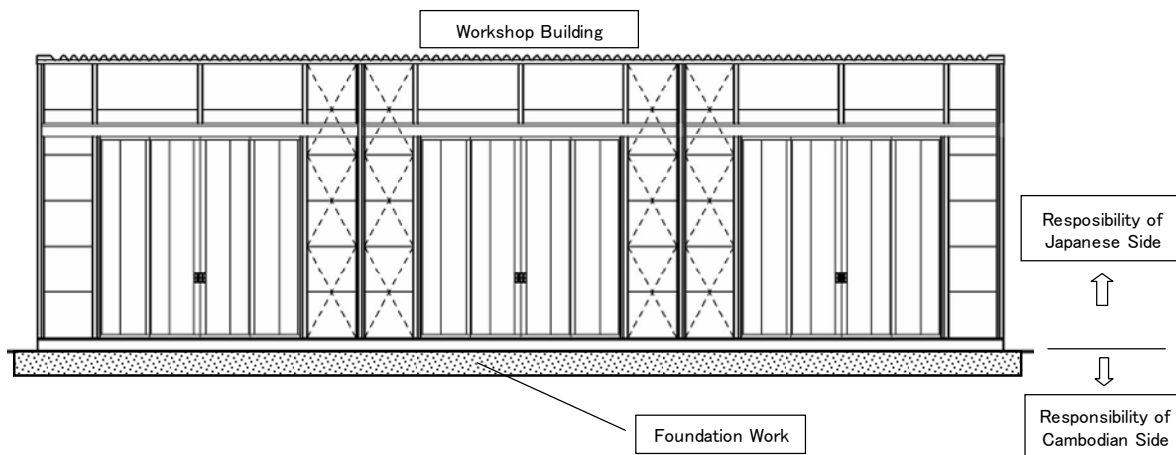 Workshop Building
Resposibility of
Japanese Side
Foundation Work
Responsibility of
Cambodian Side